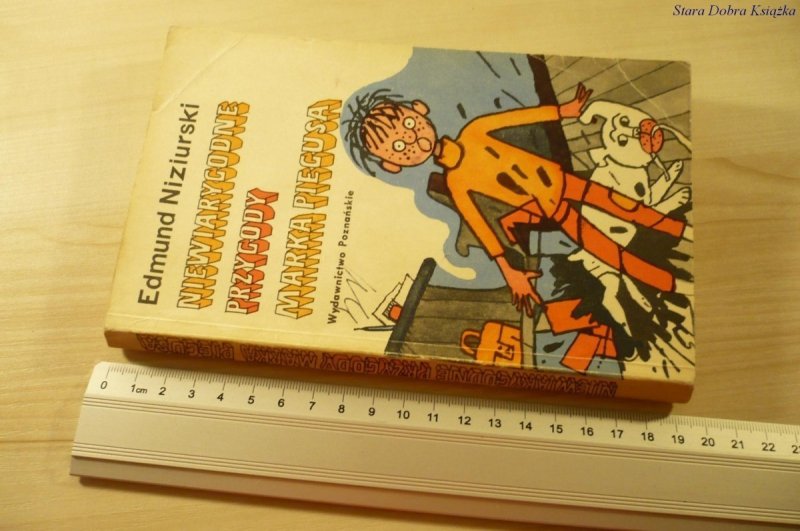 Stara Dobra Książka
Edmund Niziurski
NIEWIARYGODNE
PRZYGODY
MARKA PIEGUSA
Wydawnictwo Poznańskie
NIEWIARYGODNE PRZYGODY MARKA PIEGUSA
0 1cm 2 3 4 5 6 7 8 9 10 11 12 13 14 15 16 17 18 19 20 21 22